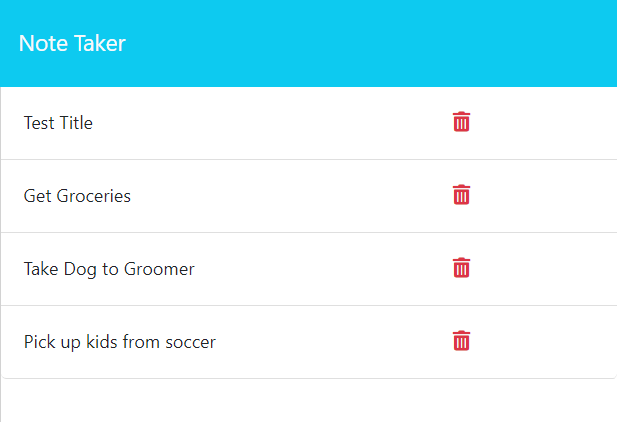 Note Taker
Test Title
Get Groceries
Take Dog to Groomer
Pick up kids from soccer